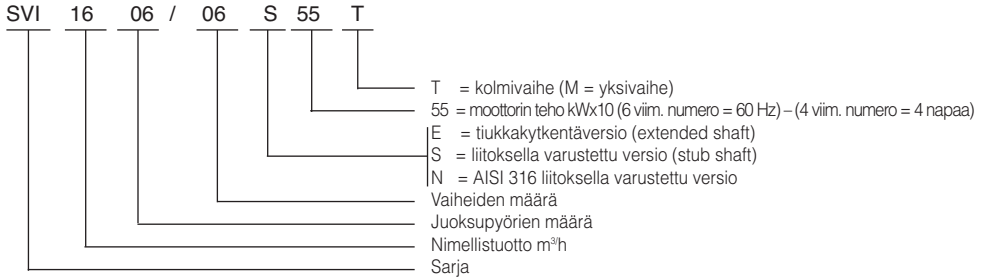 SVI 16 06 / 06 S 55 T
T = kolmivaihe (M = yksivaihe)
55 = moottorin teho kWx10 (6 viim. numero = 60 Hz) – (4 viim. numero = 4 napaa)
E = tiukkakytkentäversio (extended shaft)
S = liitoksella varustettu versio (stub shaft)
N = AISI 316 liitoksella varustettu versio
Vaiheiden määrä
Juoksupyörien määrä
Nimellistuotto m³/h
Sarja